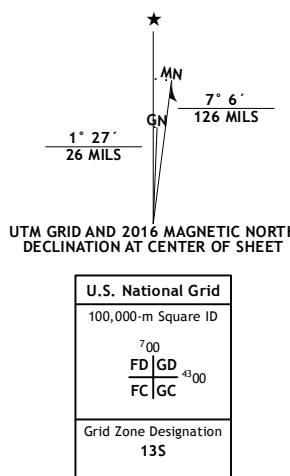 ★
MN
7° 6´
126 MILS
GN
1° 27´
26 MILS
UTM GRID AND 2016 MAGNETIC NORTH
DECLINATION AT CENTER OF SHEET
U.S. National Grid
100,000-m Square ID
700
FD GD
4300
FC GC
Grid Zone Designation
13S